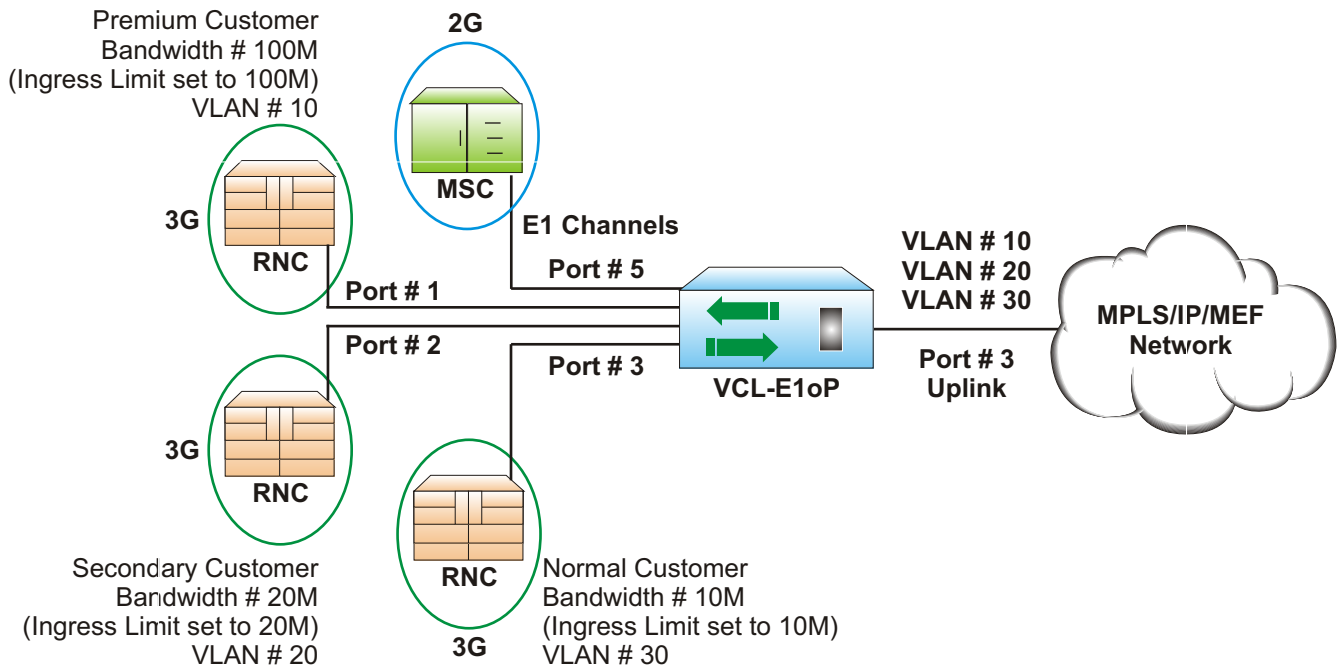 Premium Customer
Bandwidth # 100M
(Ingress Limit set to 100M)
VLAN # 10
3G
RNC
2G
MSC
E1 Channels
Port # 5
Port # 1
Port # 2
Port # 3
VCL-E1oP
VLAN # 10
VLAN # 20
VLAN # 30
Port # 3
Uplink
MPLS/IP/MEF
Network
3G
RNC
Secondary Customer
Bandwidth # 20M
(Ingress Limit set to 20M)
VLAN # 20
RNC
3G
Normal Customer
Bandwidth # 10M
(Ingress Limit set to 10M)
VLAN # 30